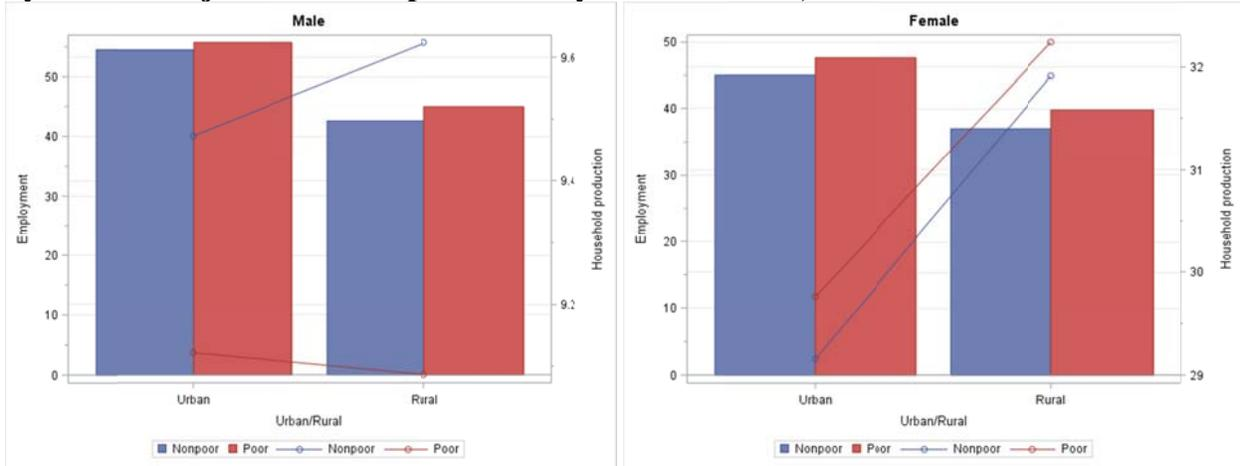 Male
Female
Employment
50
40
30
20
10
0
9.6
9.4
9.2
Household production
Urban
Rural
Urban/Rural
Nonpoor Poor Nonpoor Poor
Employment
50
40
30
20
10
0
32
31
30
29
Household production
Urban
Rural
Urban/Rural
Nonpoor Poor Nonpoor Poor